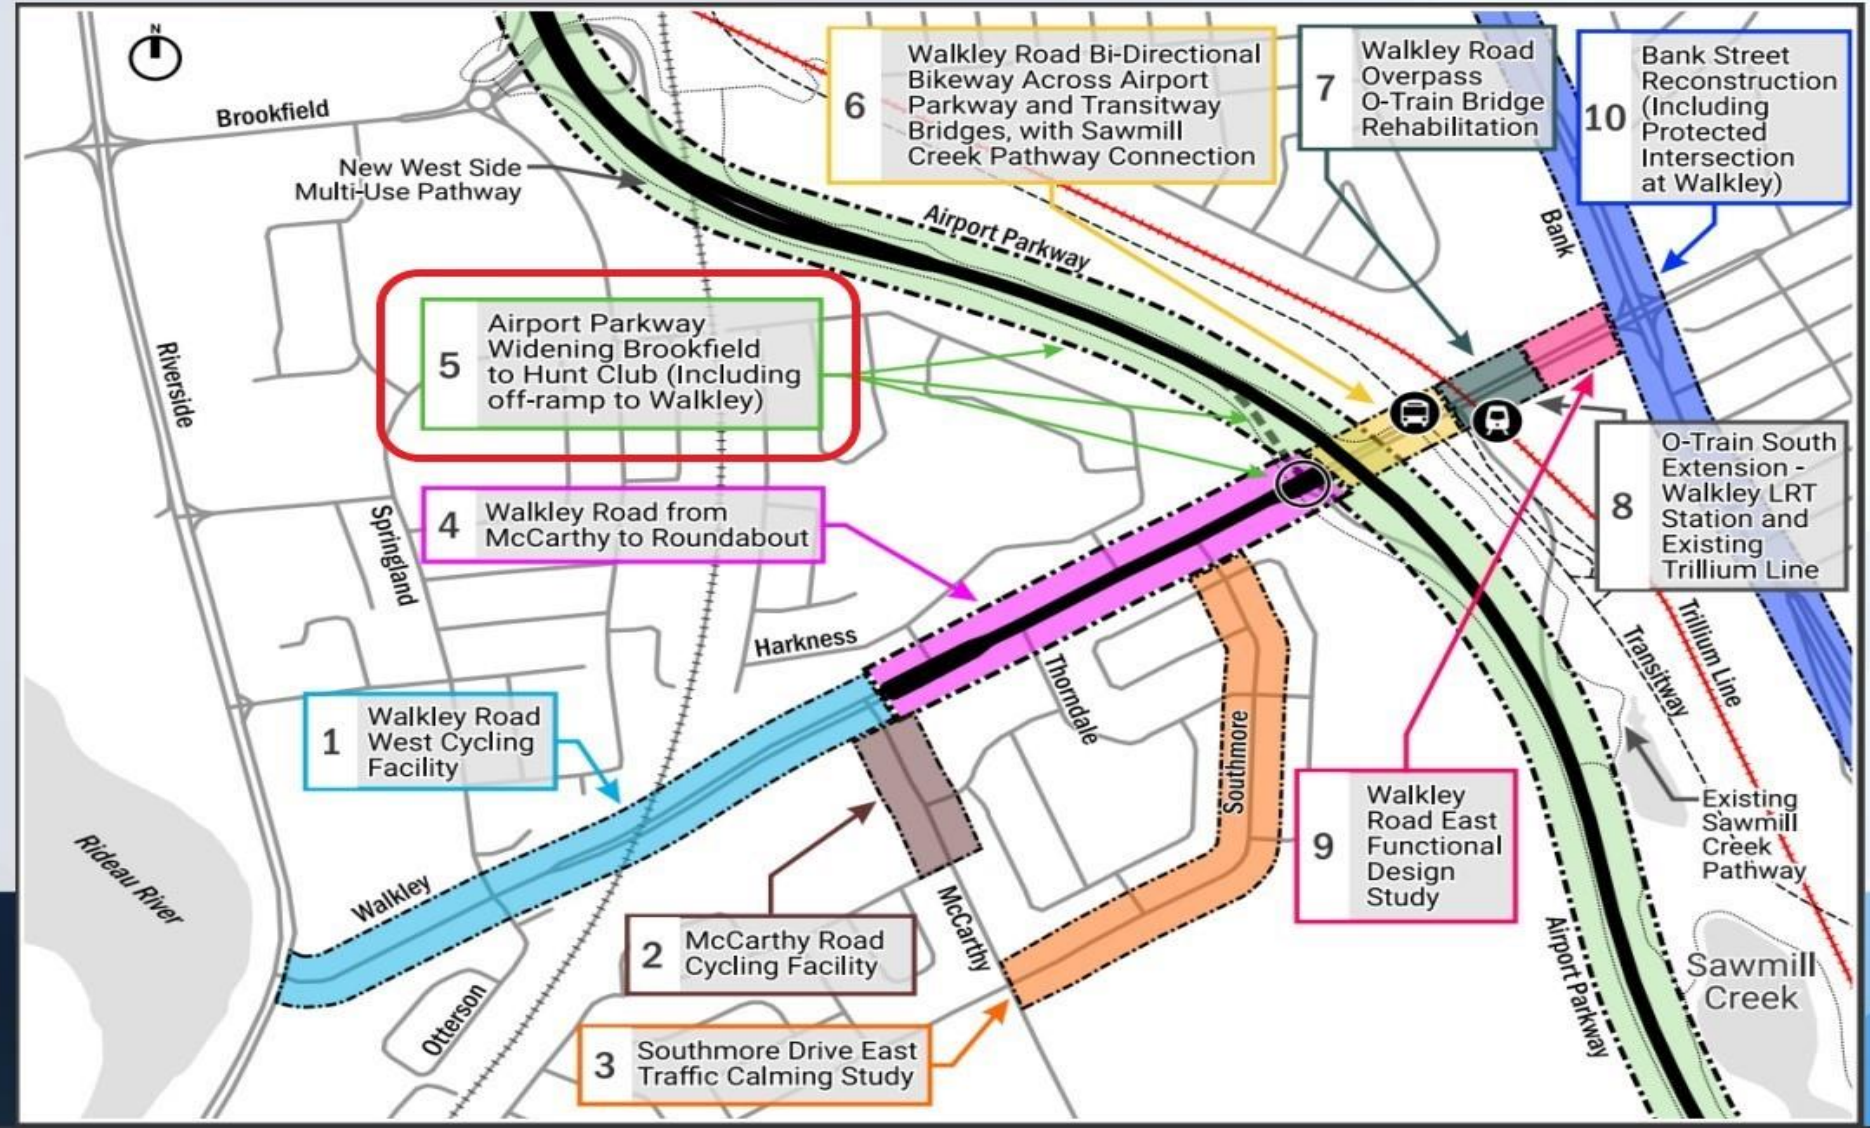 N
Brookfield
New West Side
Multi-Use Pathway
Riverside
Airport Parkway
6
Walkley Road Bi-Directional
Bikeway Across Airport
Parkway and Transitway
Bridges, with Sawmill
Creek Pathway Connection
7
Walkley Road
Overpass
O-Train Bridge
Rehabilitation
10
Bank Street
Reconstruction
(Including
Protected
Intersection
at Walkley)
Bank
5
Airport Parkway
Widening Brookfield
to Hunt Club (Including
off-ramp to Walkley)
4
Walkley Road from
McCarthy to Roundabout
8
O-Train South
Extension -
Walkley LRT
Station and
Existing
Trillium Line
Springland
Harkness
Thorndale
Southmore
Transitway
Trillium Line
1
Walkley Road
West Cycling
Facility
9
Walkley
Road East
Functional
Design
Study
Existing
Sawmill
Creek
Pathway
Rideau River
Walkley
McCarthy
2
McCarthy Road
Cycling Facility
Otterson
3
Southmore Drive East
Traffic Calming Study
Airport Parkway
Sawmill
Creek